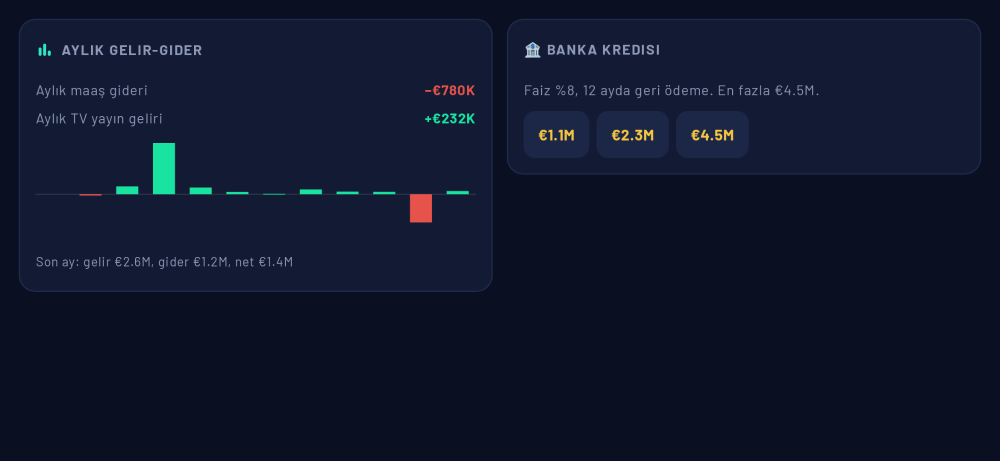 AYLIK GELIR-GIDER
Aylık maaş gideri −€780K
Aylık TV yayın geliri +€232K
Son ay: gelir €2.6M, gider €1.2M, net €1.4M
BANKA KREDISI
Faiz %8, 12 ayda geri ödeme. En fazla €4.5M.
€1.1M €2.3M €4.5M